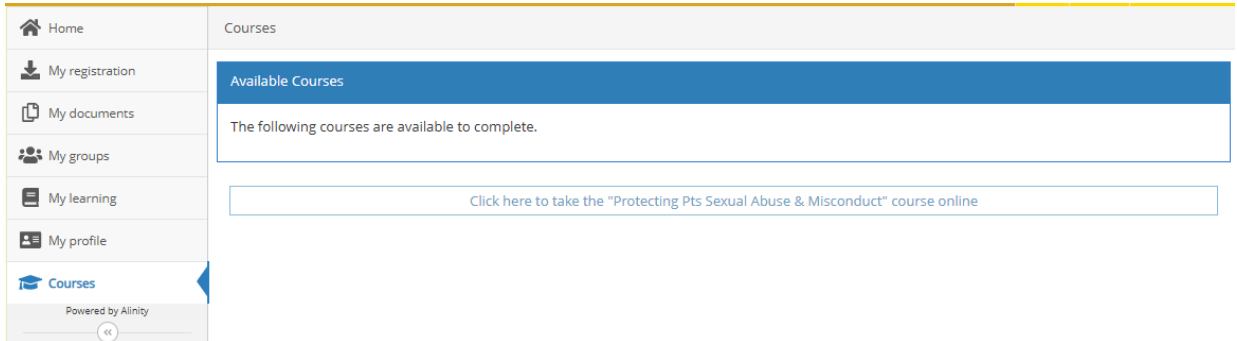 Home
My registration
My documents
My groups
My learning
My profile
Courses
Powered by Alinity
Courses
Available Courses
The following courses are available to complete.
Click here to take the "Protecting Pts Sexual Abuse & Misconduct" course online